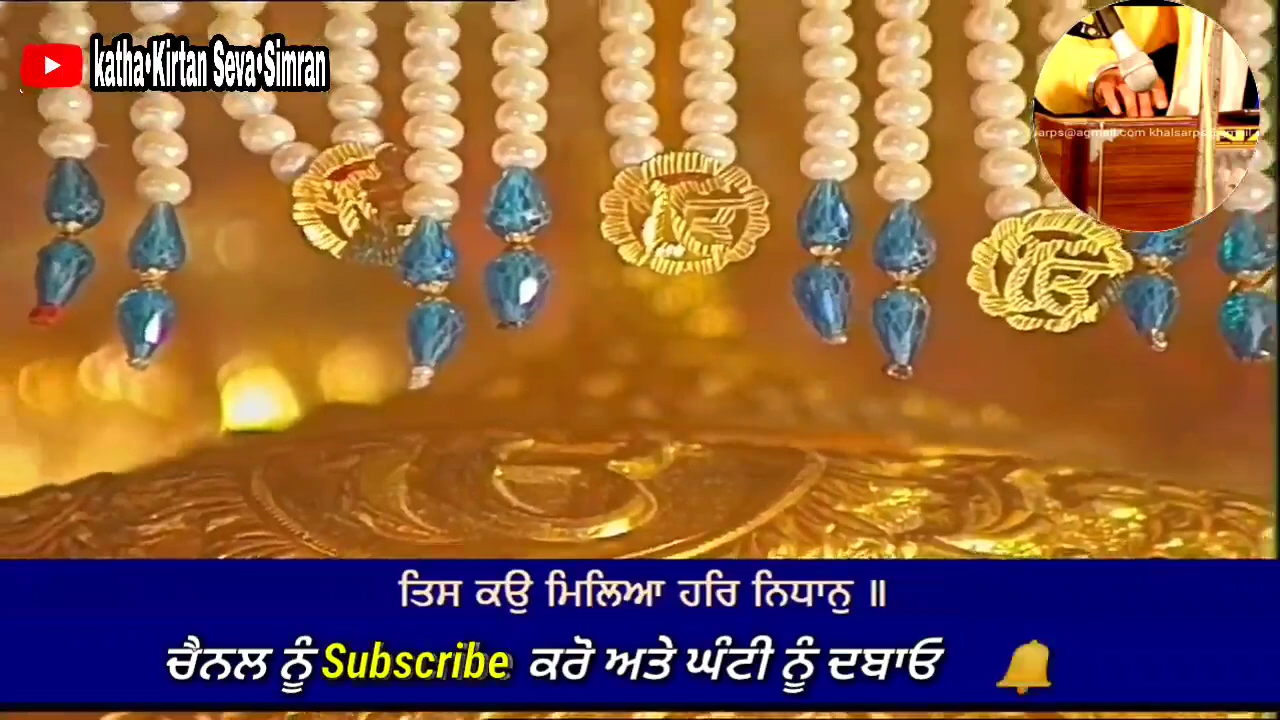 katha•Kirtan Seva•Simran
ਤਿਸ ਕਉ ਮਿਲਿਆ ਹਰਿ ਨਿਧਾਨੁ ॥
ਚੈਨਲ ਨੂੰ Subscribe ਕਰੋ ਅਤੇ ਘੰਟੀ ਨੂੰ ਦਬਾਓ